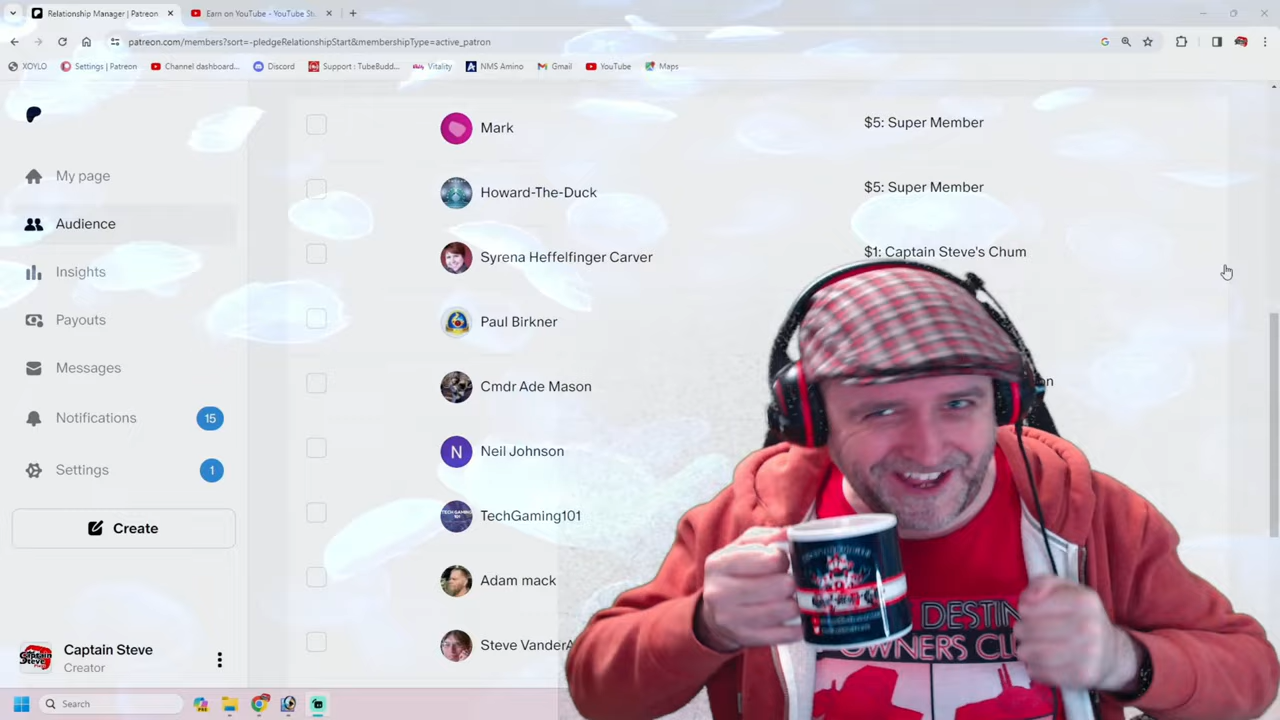 Relationship Manager | Patreon
Earn on YouTube - YouTube St
patreon.com/members?sort=-pledgeRelationshipStart&membershipType=active_patron
XOYLO
Settings | Patreon
Channel dashboard...
Discord
Support : TubeBudd...
Vitality
NMS Amino
Gmail
YouTube
Maps
My page
Audience
Insights
Payouts
Messages
Notifications 15
Settings 1
Create
Captain Steve
Creator
Mark $5: Super Member
Howard-The-Duck $5: Super Member
Syrena Heffelfinger Carver $1: Captain Steve's Chum
Paul Birkner
Cmdr Ade Mason
Neil Johnson
N
TechGaming101
Adam mack
Steve Vander
DESTIN
OWNERS CL
Search